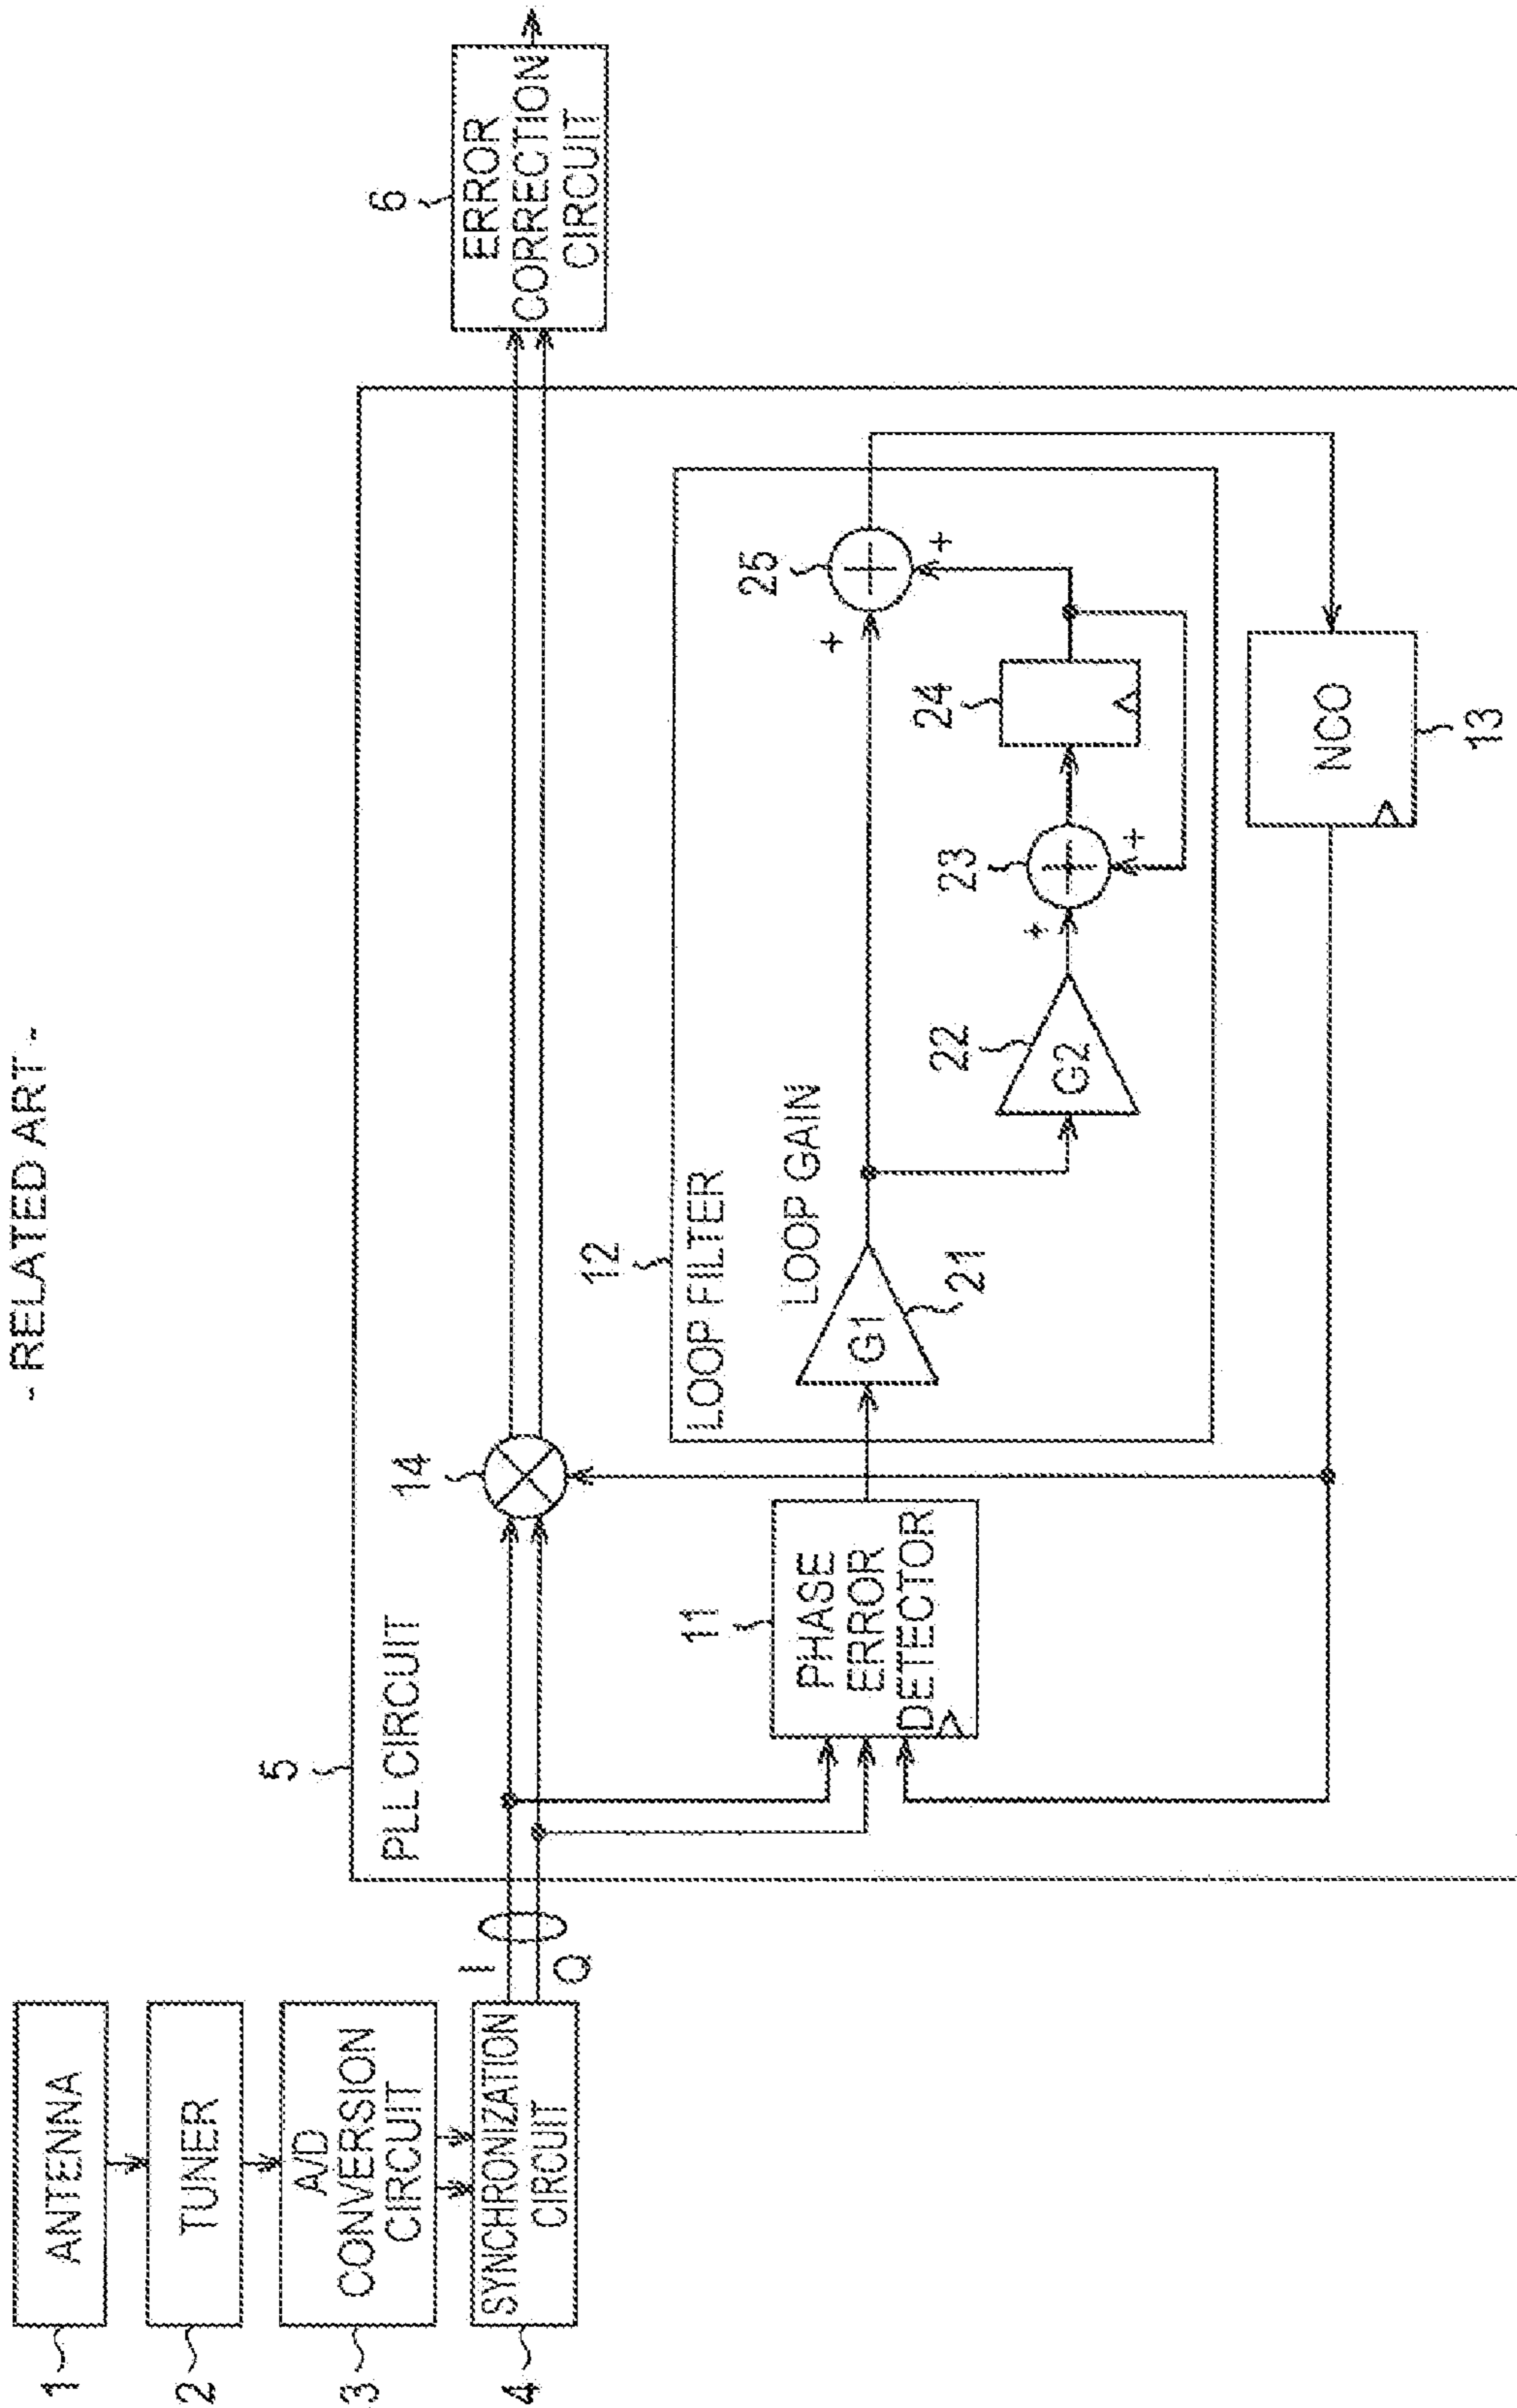 - RELATED ART -
1
ANTENNA
2
TUNER
3
A/D
CONVERSION
CIRCUIT
4
SYNCHRONIZATION
CIRCUIT
I
Q
5
PLL CIRCUIT
14
6
ERROR
CORRECTION
CIRCUIT
11
PHASE
ERROR
DETECTOR
12
LOOP FILTER
LOOP GAIN
G1
21
G2
22
+
23
+
24
+
25
+
NCO
13